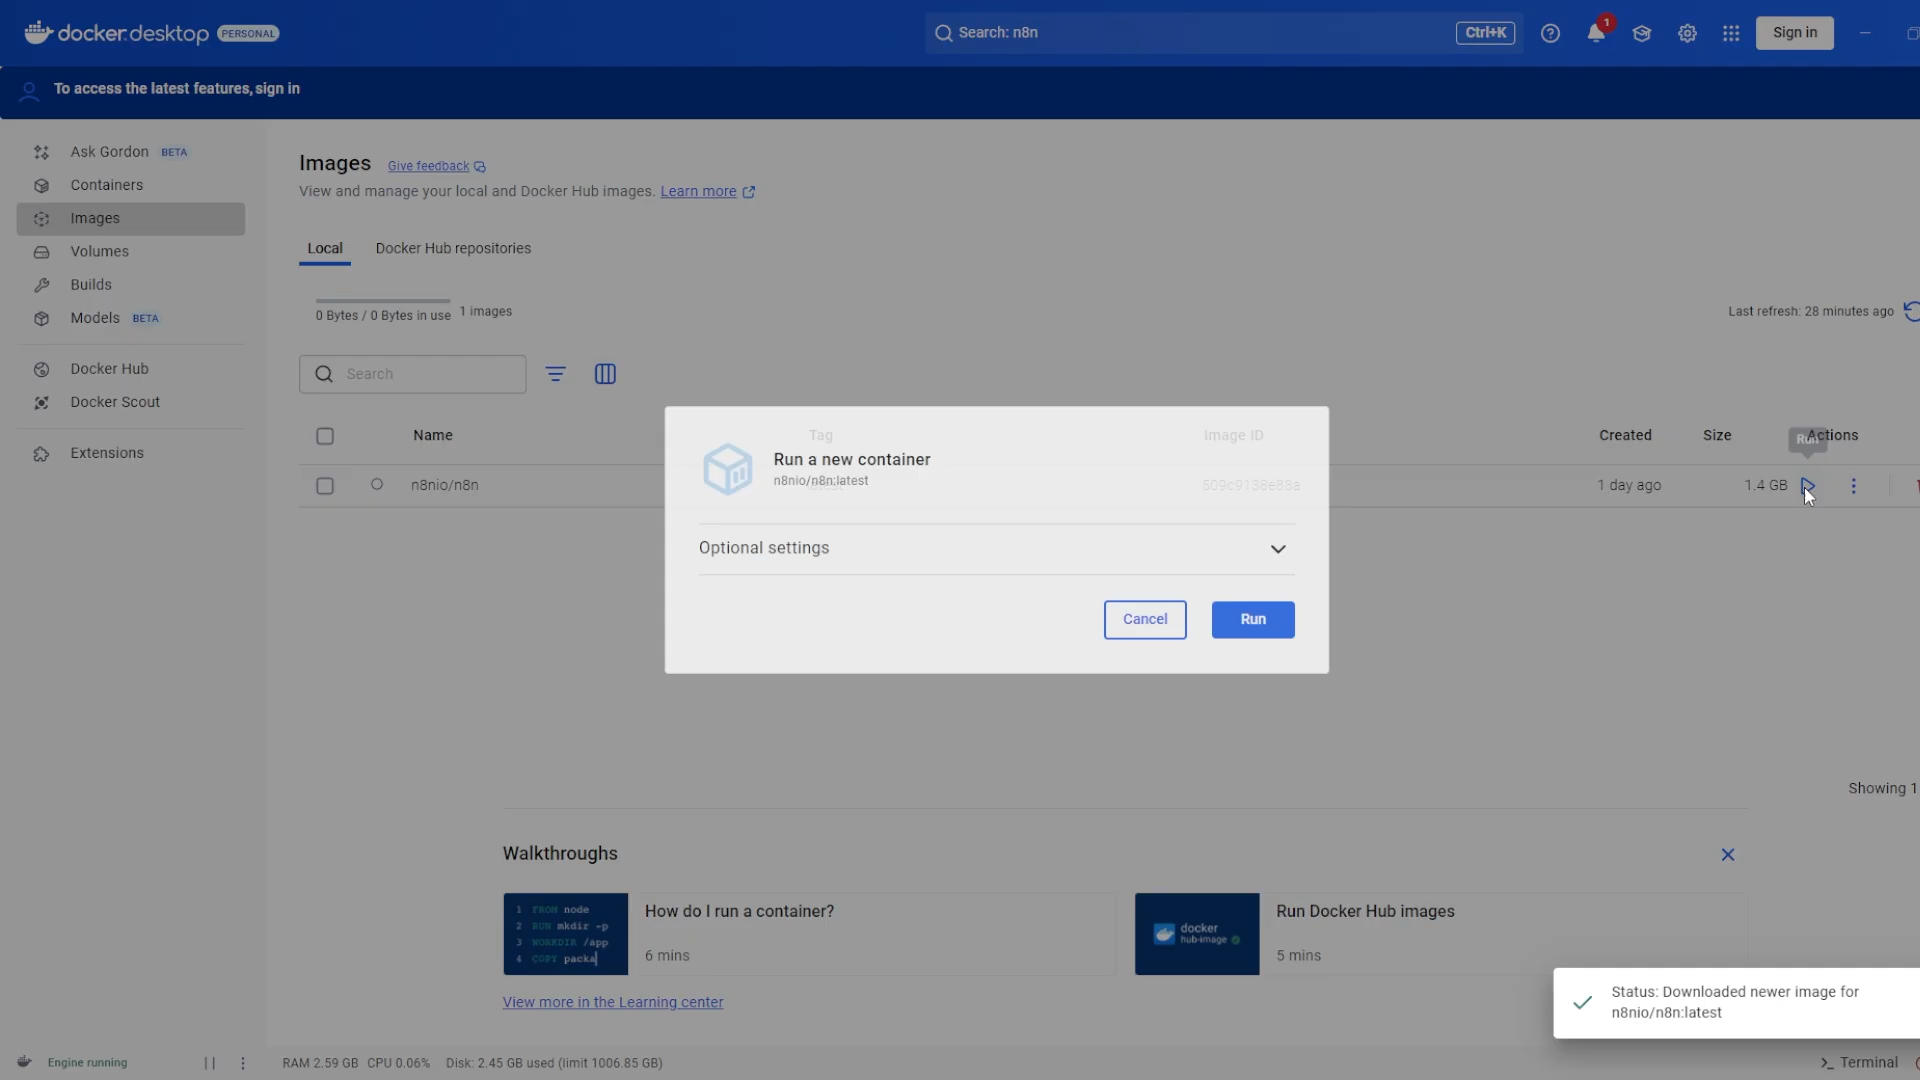 docker.desktop PERSONAL
Search: n8n
Ctrl+K
1
Sign in
To access the latest features, sign in
Ask Gordon BETA
Containers
Images
Volumes
Builds
Models BETA
Docker Hub
Docker Scout
Extensions
Images Give feedback
View and manage your local and Docker Hub images. Learn more
Local Docker Hub repositories
0 Bytes / 0 Bytes in use 1 images
Last refresh: 28 minutes ago
Search
Name Tag Image ID Created Size Actions
Run
n8nio/n8n 509c9138e83a 1 day ago 1.4 GB
Run a new container
n8nio/n8n:latest
Optional settings
Cancel Run
Showing 1
Walkthroughs
1 FROM node
2 RUN mkdir -p
3 WORKDIR /app
4 COPY packa
How do I run a container?
6 mins
docker
hub-image
Run Docker Hub images
5 mins
View more in the Learning center
Status: Downloaded newer image for
n8nio/n8n:latest
Engine running
RAM 2.59 GB CPU 0.06% Disk: 2.45 GB used (limit 1006.85 GB)
>_ Terminal